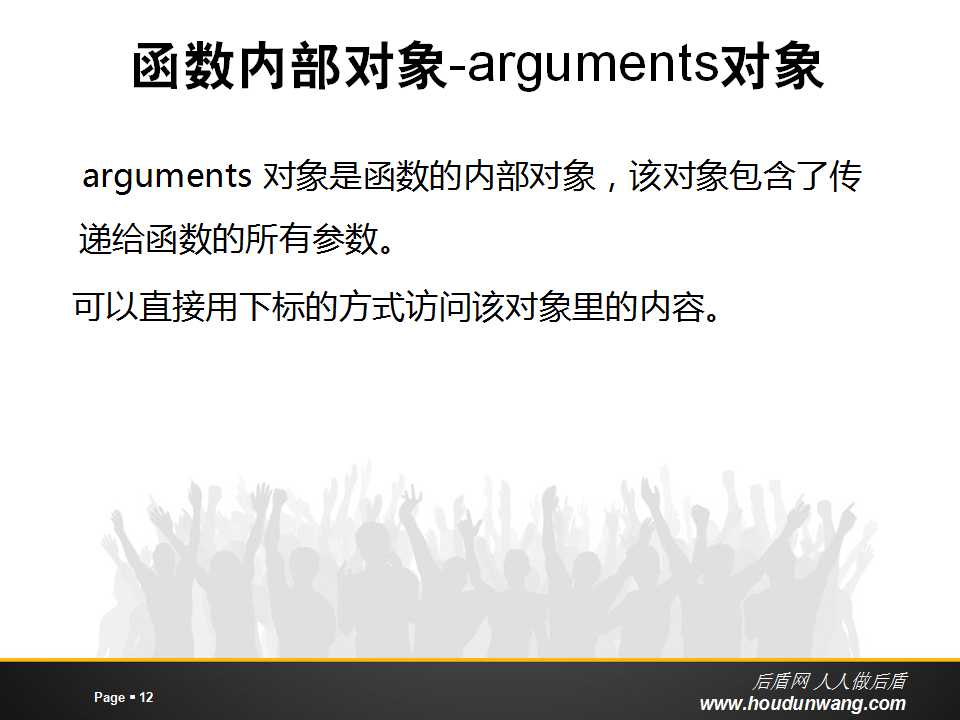 函数内部对象-arguments对象
arguments 对象是函数的内部对象，该对象包含了传
递给函数的所有参数。
可以直接用下标的方式访问该对象里的内容。
后盾网 人人做后盾
Page ▪ 12
www.houdunwang.com